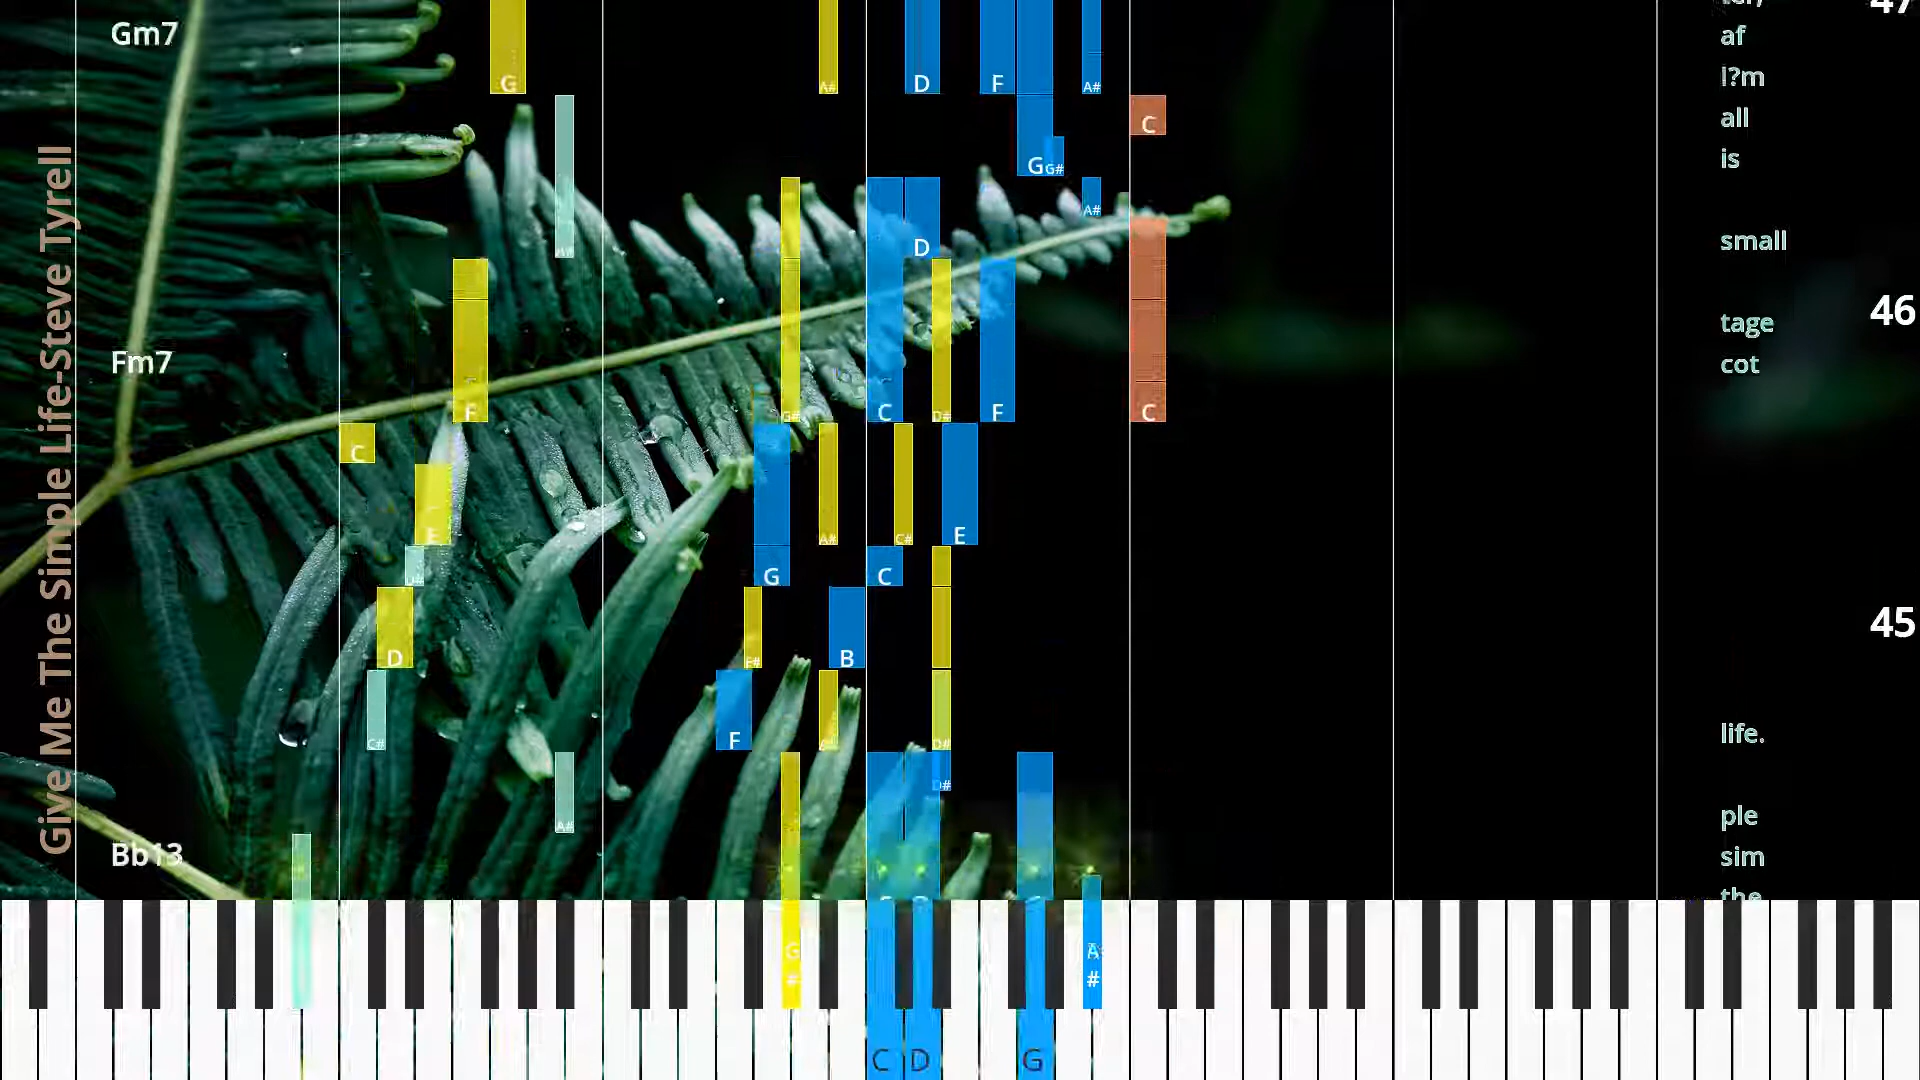 Give Me The Simple Life-Steve Tyrell
47
Gm7
G
A#
D
F
A#
af
I?m
C
all
G
G#
is
A#
D
small
A#
46
tage
Fm7
cot
F
G#
C
D#
F
C
C
E
A#
C#
E
D#
G
C
45
D
F#
B
C#
F
A#
D#
life.
D#
ple
A#
Bb13
sim
the
G
#
A
#
C
D
G